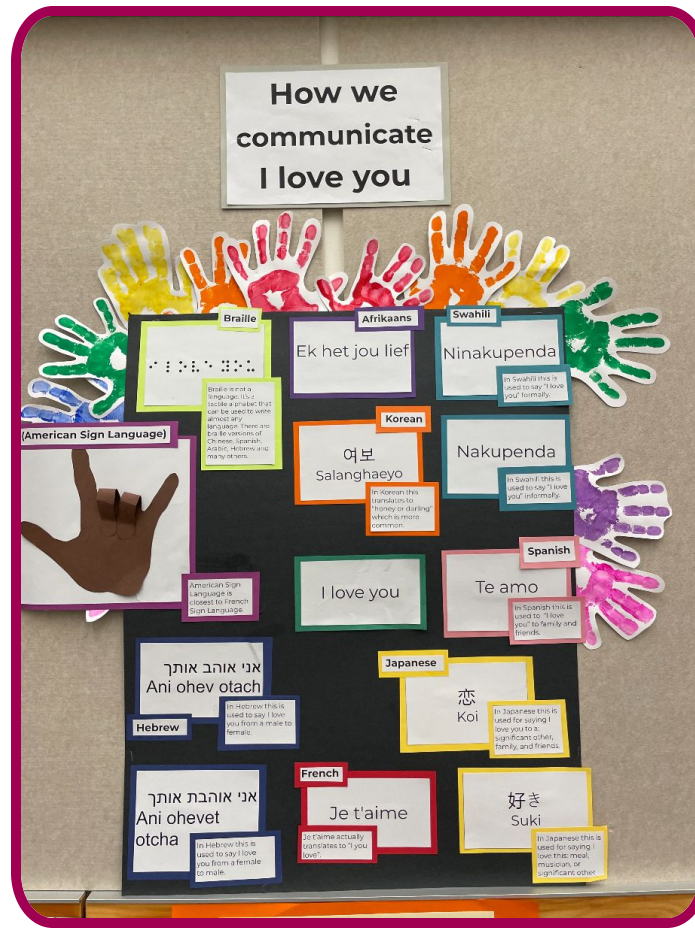 How we
communicate
I love you
Braille
⠊ ⠇⠕⠧⠑ ⠽⠕⠥
Braille is not a
language. It's a
tactile alphabet that
can be used to write
almost any
language. There are
braille versions of
Chinese, Spanish,
Arabic, Hebrew and
many others.
Afrikaans
Ek het jou lief
Swahili
Ninakupenda
In Swahili this is
used to say "I love
you" formally.
(American Sign Language)
American Sign
Language is
closest to French
Sign Language.
Korean
여보
Salanghaeyo
In Korean this
translates to
"honey or darling"
which is more
common.
Nakupenda
In Swahili this is
used to say "I love
you" informally.
I love you
Spanish
Te amo
In Spanish this is
used to "I love
you" to family and
friends.
אני אוהב אותך
Ani ohev otach
Hebrew
In Hebrew this is
used to say I love
you from a male to
female.
Japanese
恋
Koi
In Japanese this is
used for saying I
love you to a
significant other,
family, and friends.
אני אוהבת אותך
Ani ohevet
otcha
In Hebrew this is
used to say I love
you from a female
to male.
French
Je t'aime
Je t'aime actually
translates to "I you
love".
好き
Suki
In Japanese this is
used for saying I
love this: meal,
musician, or
significant other